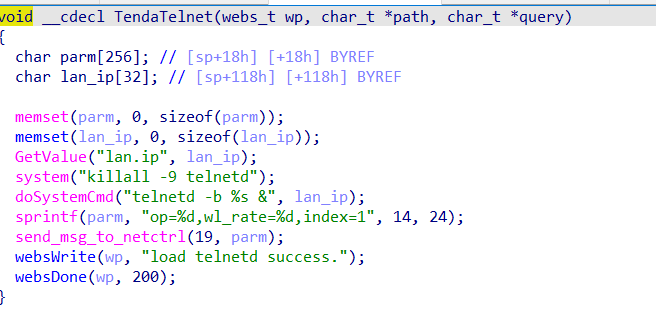 void __cdecl TendaTelnet(webs_t wp, char_t *path, char_t *query)
{
  char parm[256]; // [sp+18h] [+18h] BYREF
  char lan_ip[32]; // [sp+118h] [+118h] BYREF

  memset(parm, 0, sizeof(parm));
  memset(lan_ip, 0, sizeof(lan_ip));
  GetValue("lan.ip", lan_ip);
  system("killall -9 telnetd");
  doSystemCmd("telnetd -b %s &", lan_ip);
  sprintf(parm, "op=%d,wl_rate=%d,index=1", 14, 24);
  send_msg_to_netctrl(19, parm);
  websWrite(wp, "load telnetd success.");
  websDone(wp, 200);
}